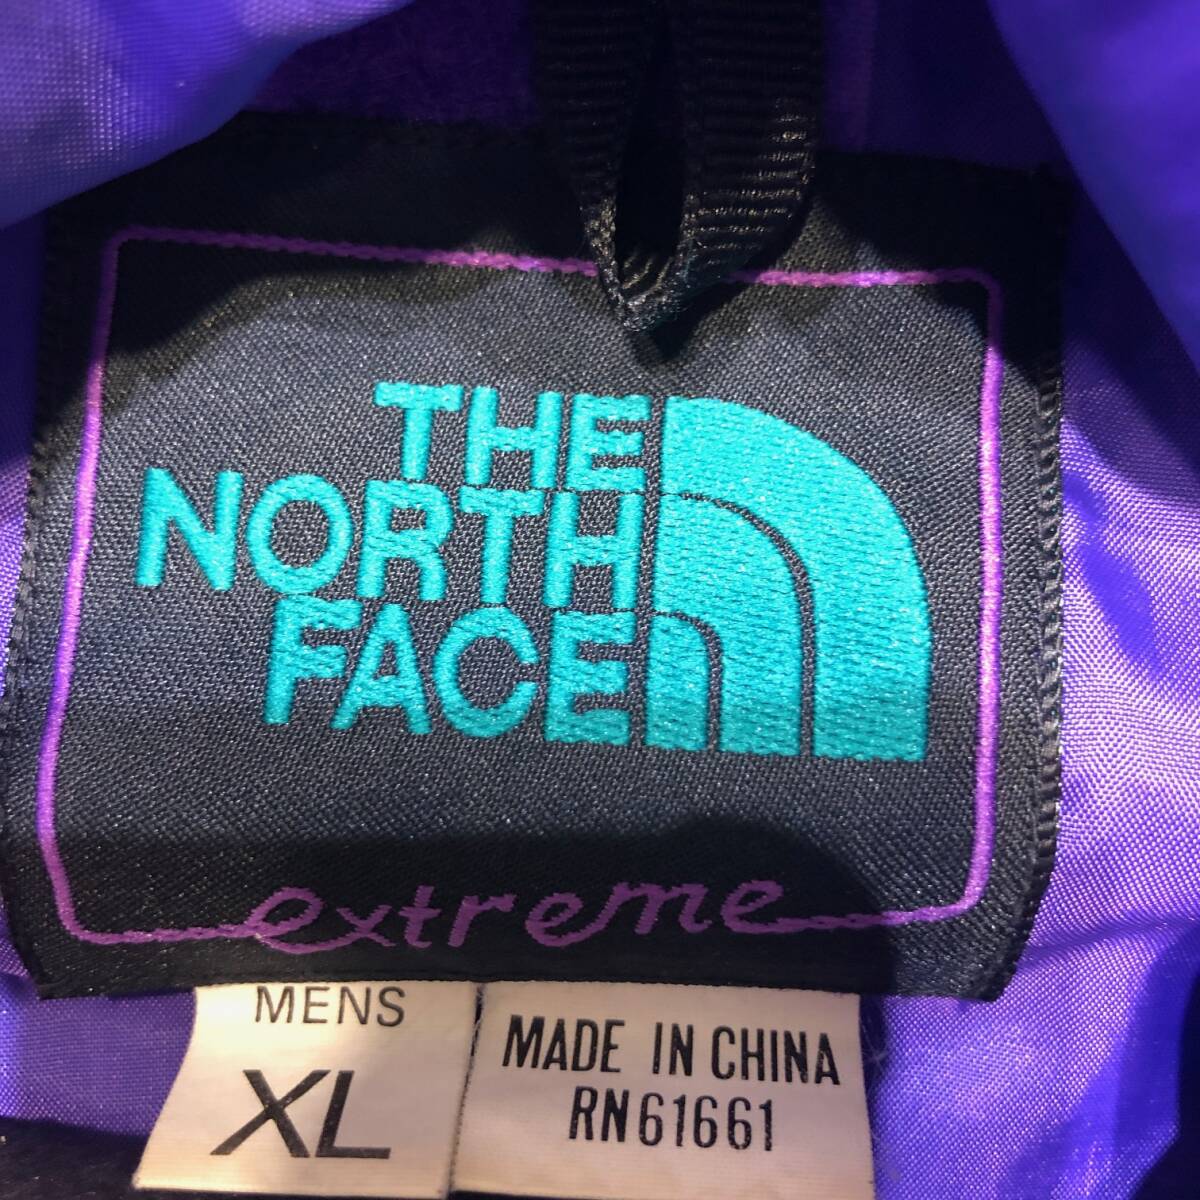 THE
NORTH
FACE
extreme
MENS
XL
MADE IN CHINA
RN61661